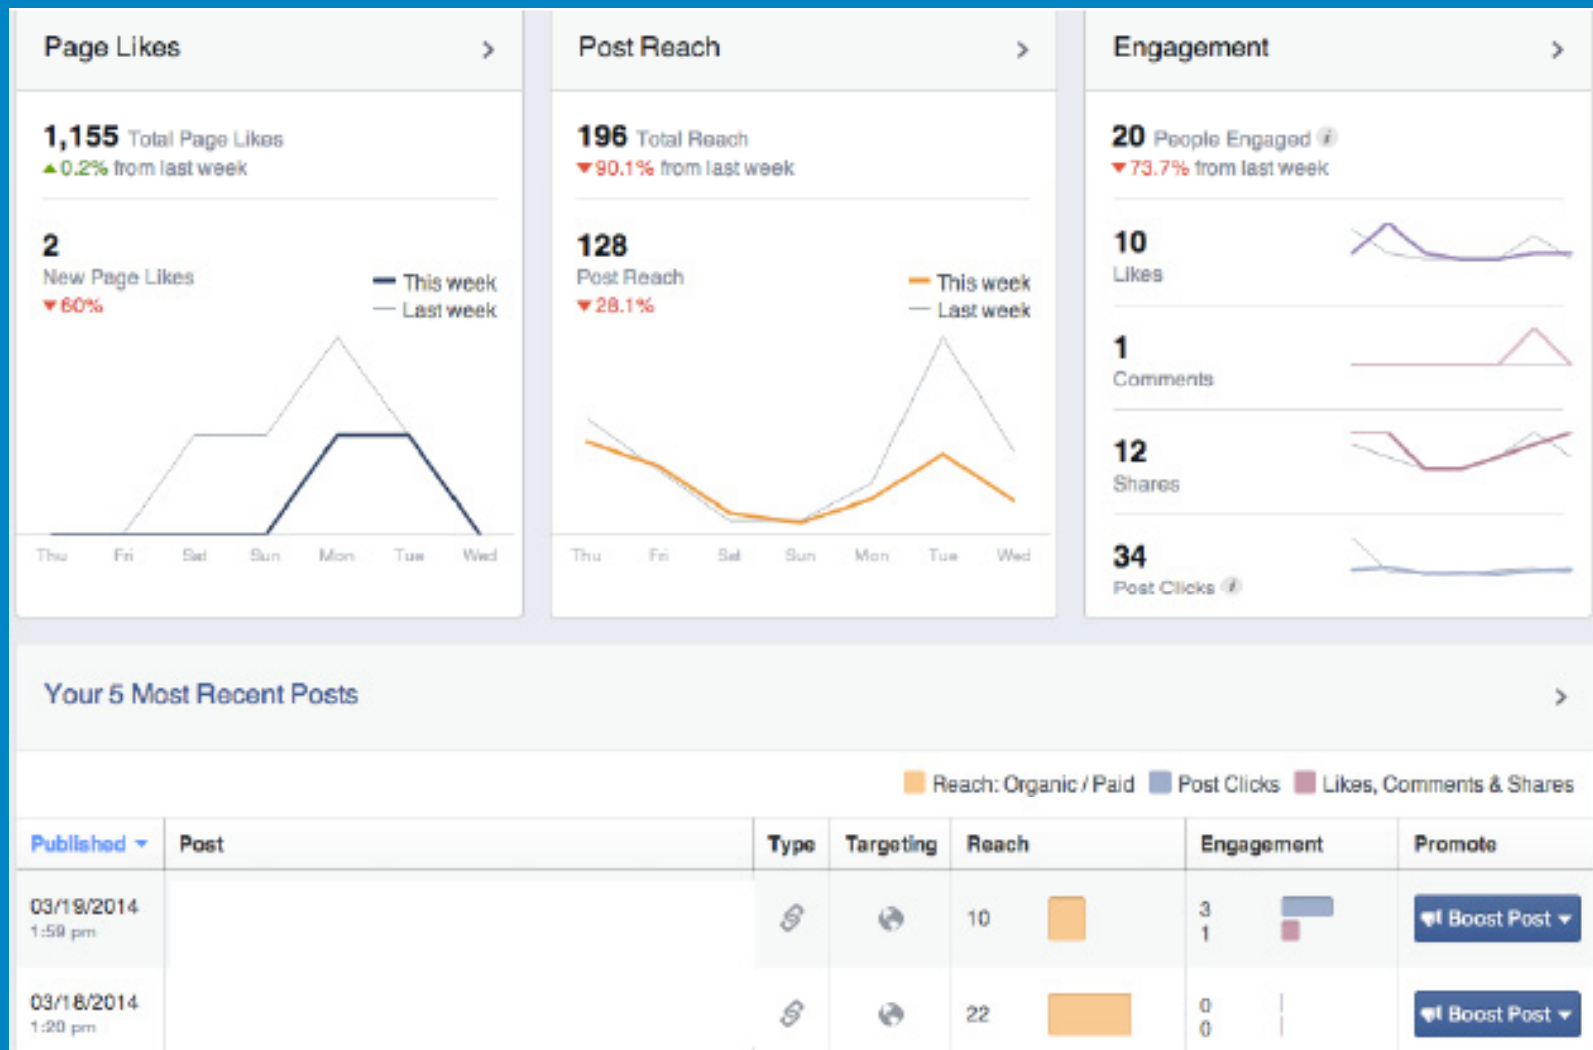 Page Likes
1,155 Total Page Likes
0.2% from last week
2
New Page Likes
60%
This week
Last week
Thu Fri Sat Sun Mon Tue Wed
Post Reach
196 Total Reach
90.1% from last week
128
Post Reach
28.1%
This week
Last week
Thu Fri Sat Sun Mon Tue Wed
Engagement
20 People Engaged i
73.7% from last week
10
Likes
1
Comments
12
Shares
34
Post Clicks i
Your 5 Most Recent Posts
Reach: Organic / Paid Post Clicks Likes, Comments & Shares
Published Post Type Targeting Reach Engagement Promote
03/19/2014
1:59 pm
10
3
1
Boost Post
03/18/2014
1:20 pm
22
0
0
Boost Post